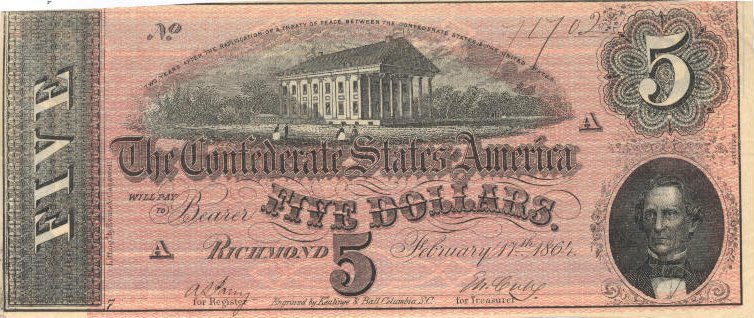 No 11702
TWO YEARS AFTER THE RATIFICATION OF A TREATY OF PEACE BETWEEN THE CONFEDERATE STATES & THE UNITED STATES
5
FIVE
A
The Confederate States of America
WILL PAY
TO Bearer
FIVE DOLLARS.
A
RICHMOND 5 February 17th 1864.
7
for Register Engraved by Keatinge & Ball, Columbia, S.C. for Treasurer